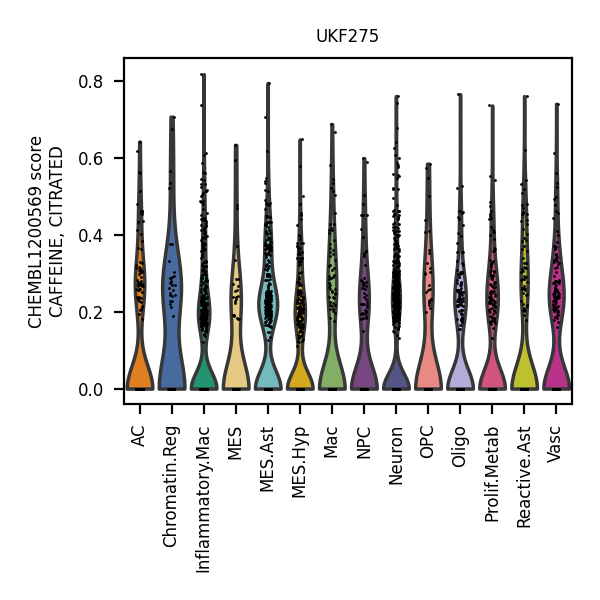 UKF275
CHEMBL1200569 score
CAFFEINE, CITRATED
0.8
0.6
0.4
0.2
0.0
AC
Chromatin.Reg
Inflammatory.Mac
MES
MES.Ast
MES.Hyp
Mac
NPC
Neuron
OPC
Oligo
Prolif.Metab
Reactive.Ast
Vasc